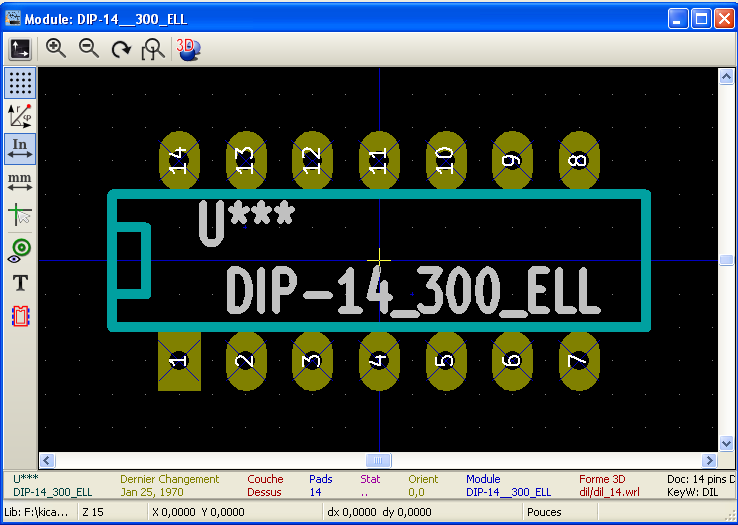 Module: DIP-14__300_ELL
3D
In
mm
T
14 13 12 11 10 9 8
U***
DIP-14_300_ELL
1 2 3 4 5 6 7
U*** Dernier Changement Couche Pads Stat Orient Module Forme 3D Doc: 14 pins D
DIP-14_300_ELL Jan 25, 1970 Dessus 14 .. 0,0 DIP-14__300_ELL dil/dil_14.wrl KeyW: DIL
Lib: F:\kica... Z 15 X 0,0000 Y 0,0000 dx 0,0000 dy 0,0000 Pouces